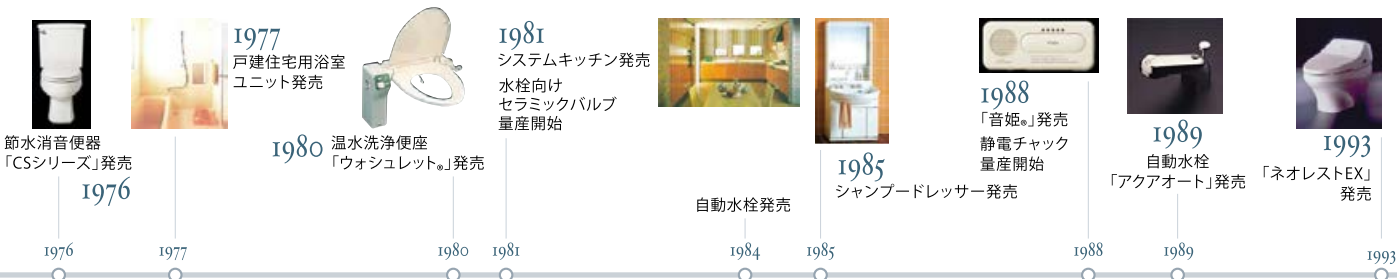 節水消音便器
「CSシリーズ」発売
1976
1977
戸建住宅用浴室
ユニット発売
1980
温水洗浄便座
「ウォシュレット®」発売
1981
システムキッチン発売
水栓向け
セラミックバルブ
量産開始
自動水栓発売
1985
シャンプードレッサー発売
1988
「音姫®」発売
静電チャック
量産開始
1989
自動水栓
「アクアオート」発売
1993
「ネオレストEX」
発売
1976
1977
1980
1981
1984
1985
1988
1989
1993